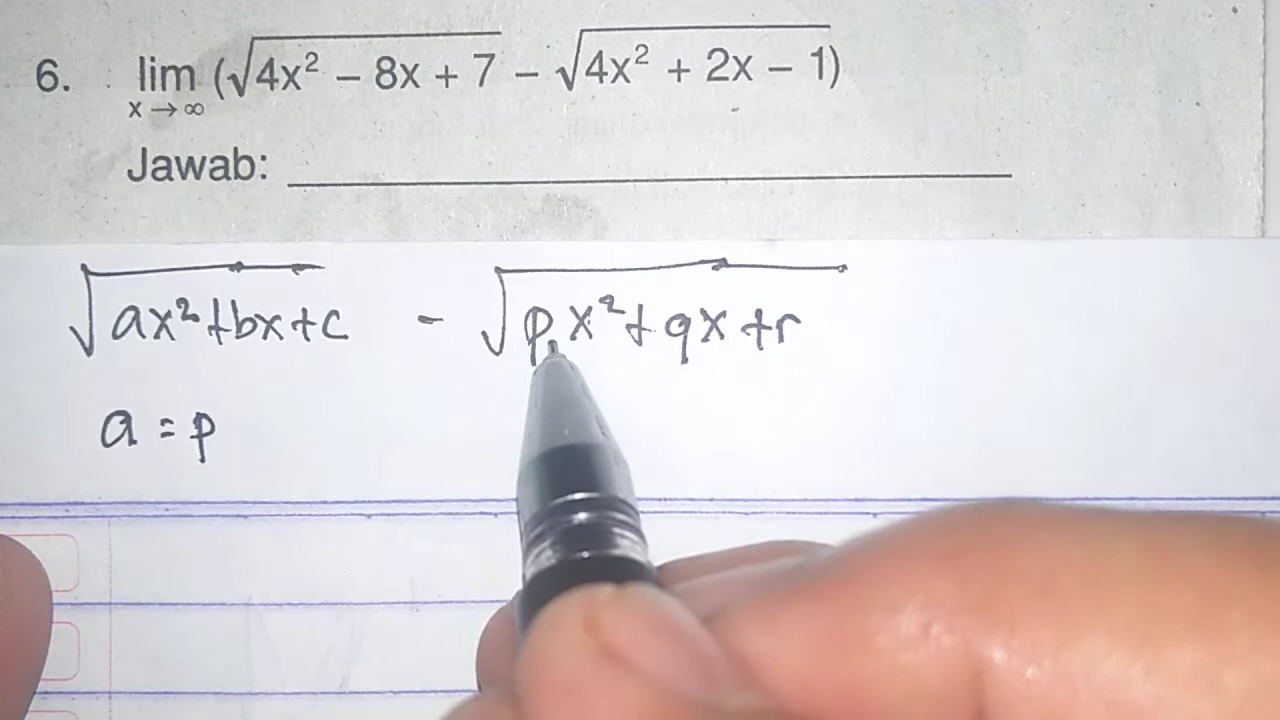 6. lim (√4x² − 8x + 7 − √4x² + 2x − 1)
x → ∞
Jawab:
√ax²+bx+c - √px²+qx+r
a = p